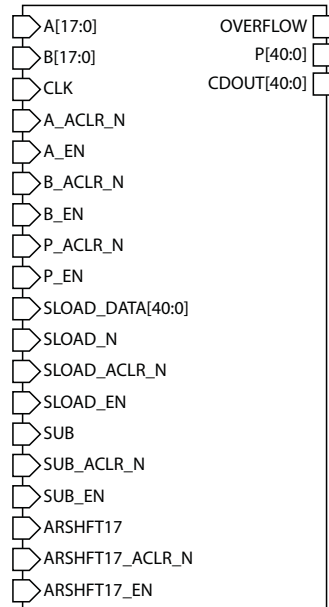 A[17:0] OVERFLOW
B[17:0] P[40:0]
CLK CDOUT[40:0]
A_ACLR_N
A_EN
B_ACLR_N
B_EN
P_ACLR_N
P_EN
SLOAD_DATA[40:0]
SLOAD_N
SLOAD_ACLR_N
SLOAD_EN
SUB
SUB_ACLR_N
SUB_EN
ARSHFT17
ARSHFT17_ACLR_N
ARSHFT17_EN